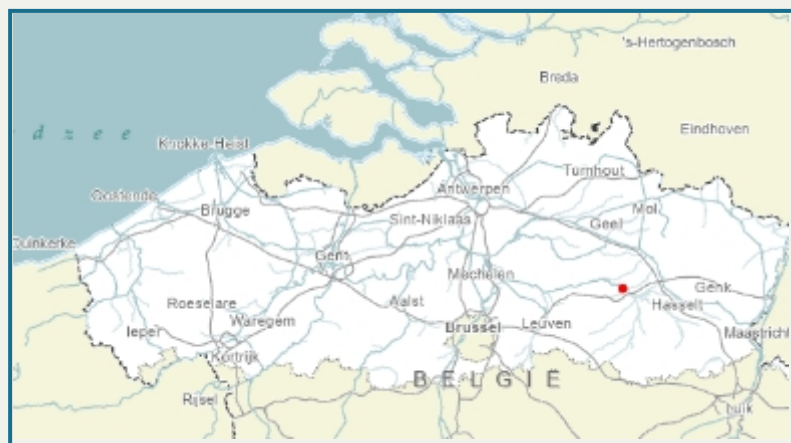 's-Hertogenbosch
Breda
d z e e
Eindhoven
Knokke-Heist
Turnhout
Antwerpen
Oostende
Mol
Brugge
Sint-Niklaas
Geel
Duinkerke
Gent
Mechelen
Genk
Roeselare
Aalst
Hasselt
Waregem
Brussel
Leuven
Ieper
Maastricht
Kortrijk
BELGIË
Rijsel
Luik